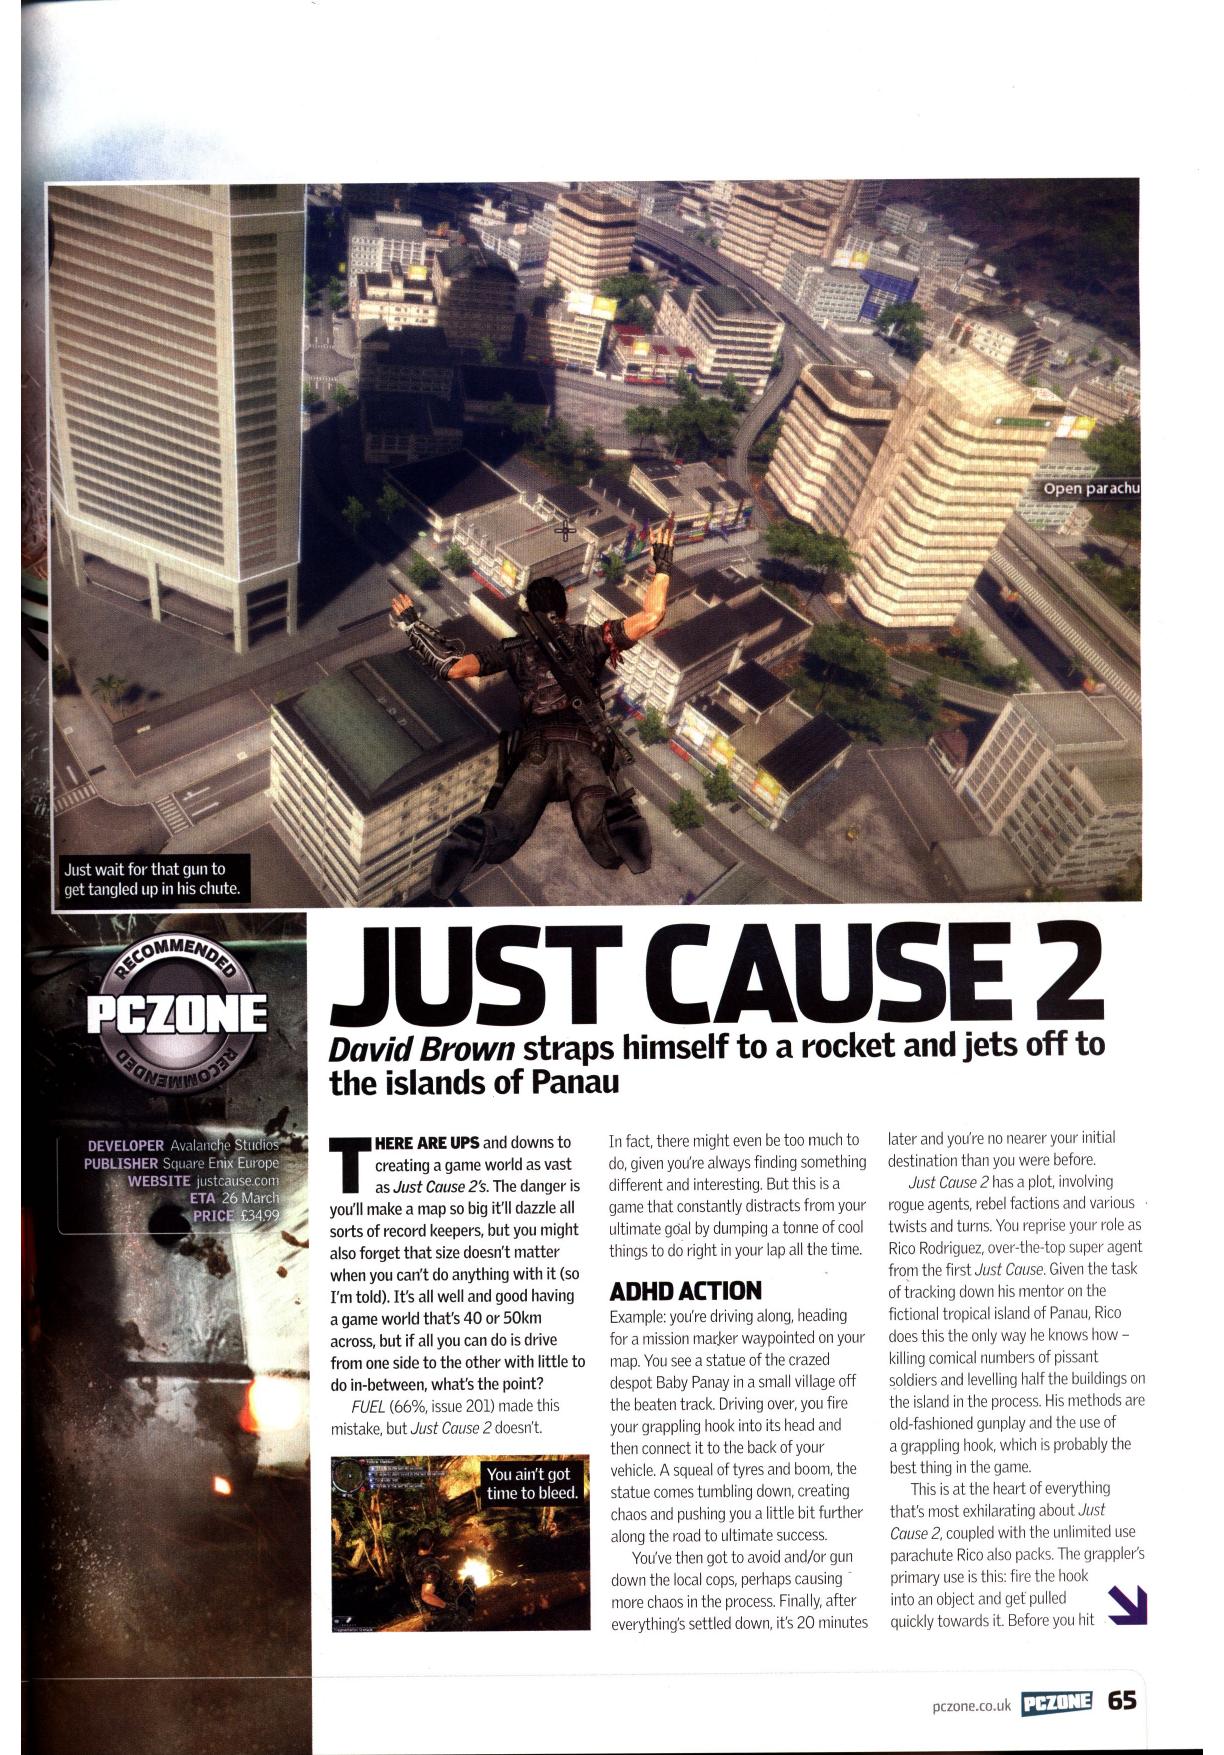 Open parachu
Just wait for that gun to
get tangled up in his chute.
RECOMMENDED
PCZONE
RECOMMENDED
DEVELOPER Avalanche Studios
PUBLISHER Square Enix Europe
WEBSITE justcause.com
ETA 26 March
PRICE £34.99
JUST CAUSE 2
David Brown straps himself to a rocket and jets off to
the islands of Panau
THERE ARE UPS and downs to
creating a game world as vast
as Just Cause 2's. The danger is
you'll make a map so big it'll dazzle all
sorts of record keepers, but you might
also forget that size doesn't matter
when you can't do anything with it (so
I'm told). It's all well and good having
a game world that's 40 or 50km
across, but if all you can do is drive
from one side to the other with little to
do in-between, what's the point?
FUEL (66%, issue 201) made this
mistake, but Just Cause 2 doesn't.
You ain't got
time to bleed.
In fact, there might even be too much to
do, given you're always finding something
different and interesting. But this is a
game that constantly distracts from your
ultimate goal by dumping a tonne of cool
things to do right in your lap all the time.
ADHD ACTION
Example: you're driving along, heading
for a mission marker waypointed on your
map. You see a statue of the crazed
despot Baby Panay in a small village off
the beaten track. Driving over, you fire
your grappling hook into its head and
then connect it to the back of your
vehicle. A squeal of tyres and boom, the
statue comes tumbling down, creating
chaos and pushing you a little bit further
along the road to ultimate success.
You've then got to avoid and/or gun
down the local cops, perhaps causing
more chaos in the process. Finally, after
everything's settled down, it's 20 minutes
later and you're no nearer your initial
destination than you were before.
Just Cause 2 has a plot, involving
rogue agents, rebel factions and various
twists and turns. You reprise your role as
Rico Rodriguez, over-the-top super agent
from the first Just Cause. Given the task
of tracking down his mentor on the
fictional tropical island of Panau, Rico
does this the only way he knows how –
killing comical numbers of pissant
soldiers and levelling half the buildings on
the island in the process. His methods are
old-fashioned gunplay and the use of
a grappling hook, which is probably the
best thing in the game.
This is at the heart of everything
that's most exhilarating about Just
Cause 2, coupled with the unlimited use
parachute Rico also packs. The grappler's
primary use is this: fire the hook
into an object and get pulled
quickly towards it. Before you hit
pczone.co.uk PCZONE 65